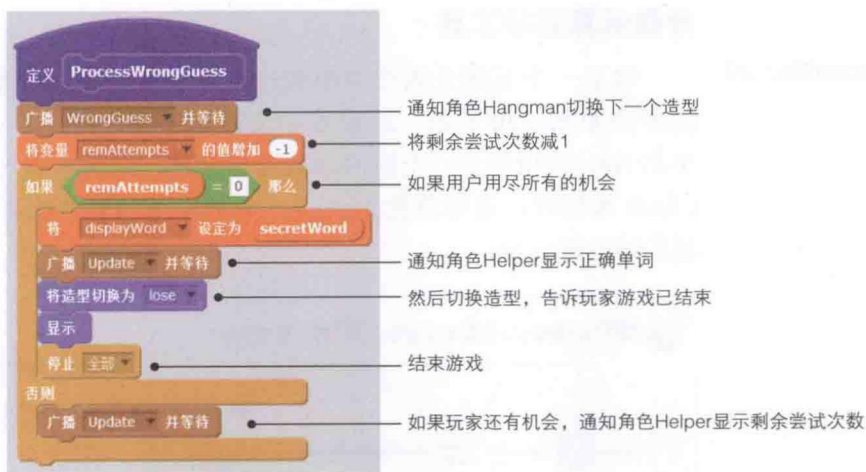 定义 ProcessWrongGuess
广播 WrongGuess 并等待
通知角色Hangman切换下一个造型
将变量 remAttempts 的值增加 -1
将剩余尝试次数减1
如果 remAttempts = 0 那么
如果用户用尽所有的机会
将 displayWord 设定为 secretWord
广播 Update 并等待
通知角色Helper显示正确单词
将造型切换为 lose
然后切换造型，告诉玩家游戏已结束
显示
停止 全部
结束游戏
否则
广播 Update 并等待
如果玩家还有机会，通知角色Helper显示剩余尝试次数